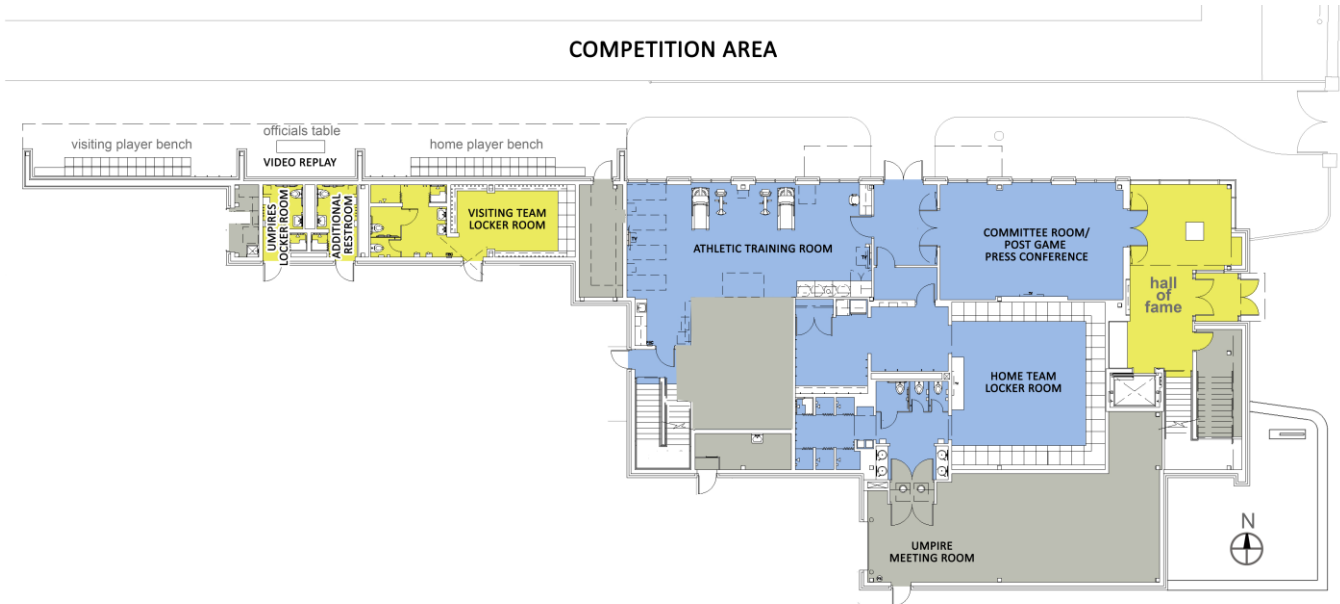 COMPETITION AREA
visiting player bench
officials table
home player bench
VIDEO REPLAY
UMPIRES
LOCKER ROOM
ADDITIONAL
RESTROOM
VISITING TEAM
LOCKER ROOM
ATHLETIC TRAINING ROOM
COMMITTEE ROOM/
POST GAME
PRESS CONFERENCE
hall
of
fame
HOME TEAM
LOCKER ROOM
UMPIRE
MEETING ROOM
N